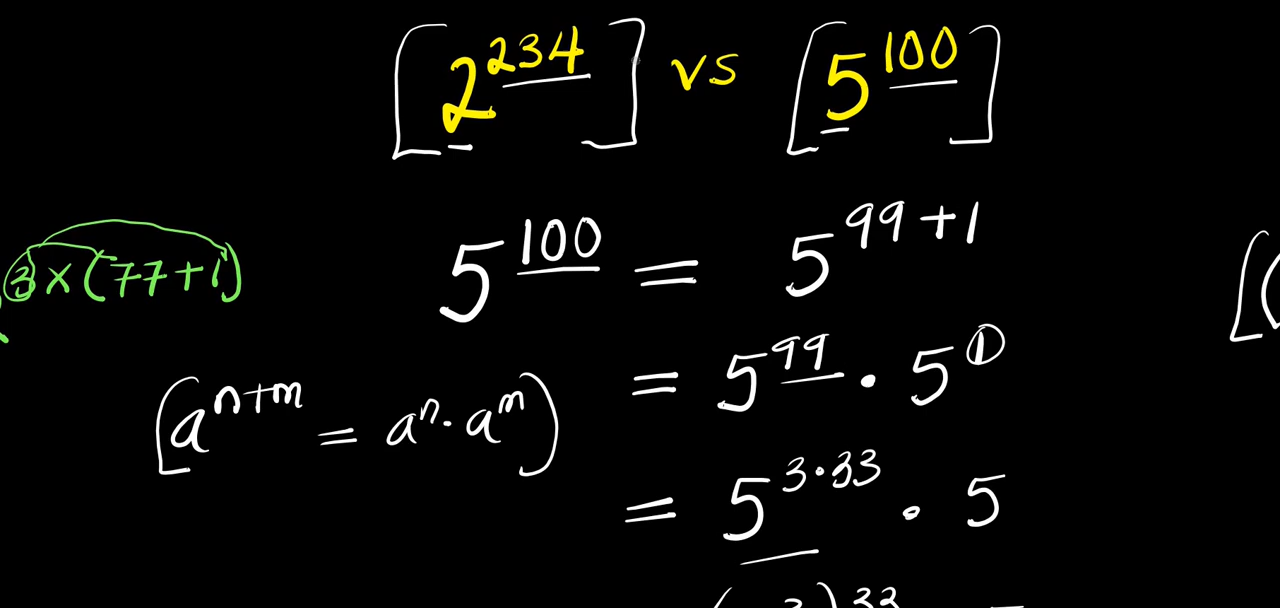 [2^234] vs [5^100]
3×(77+1)
5^100 = 5^(99+1)
= 5^99 · 5^1
[a^(n+m) = a^n · a^m)
= 5^(3·33) · 5